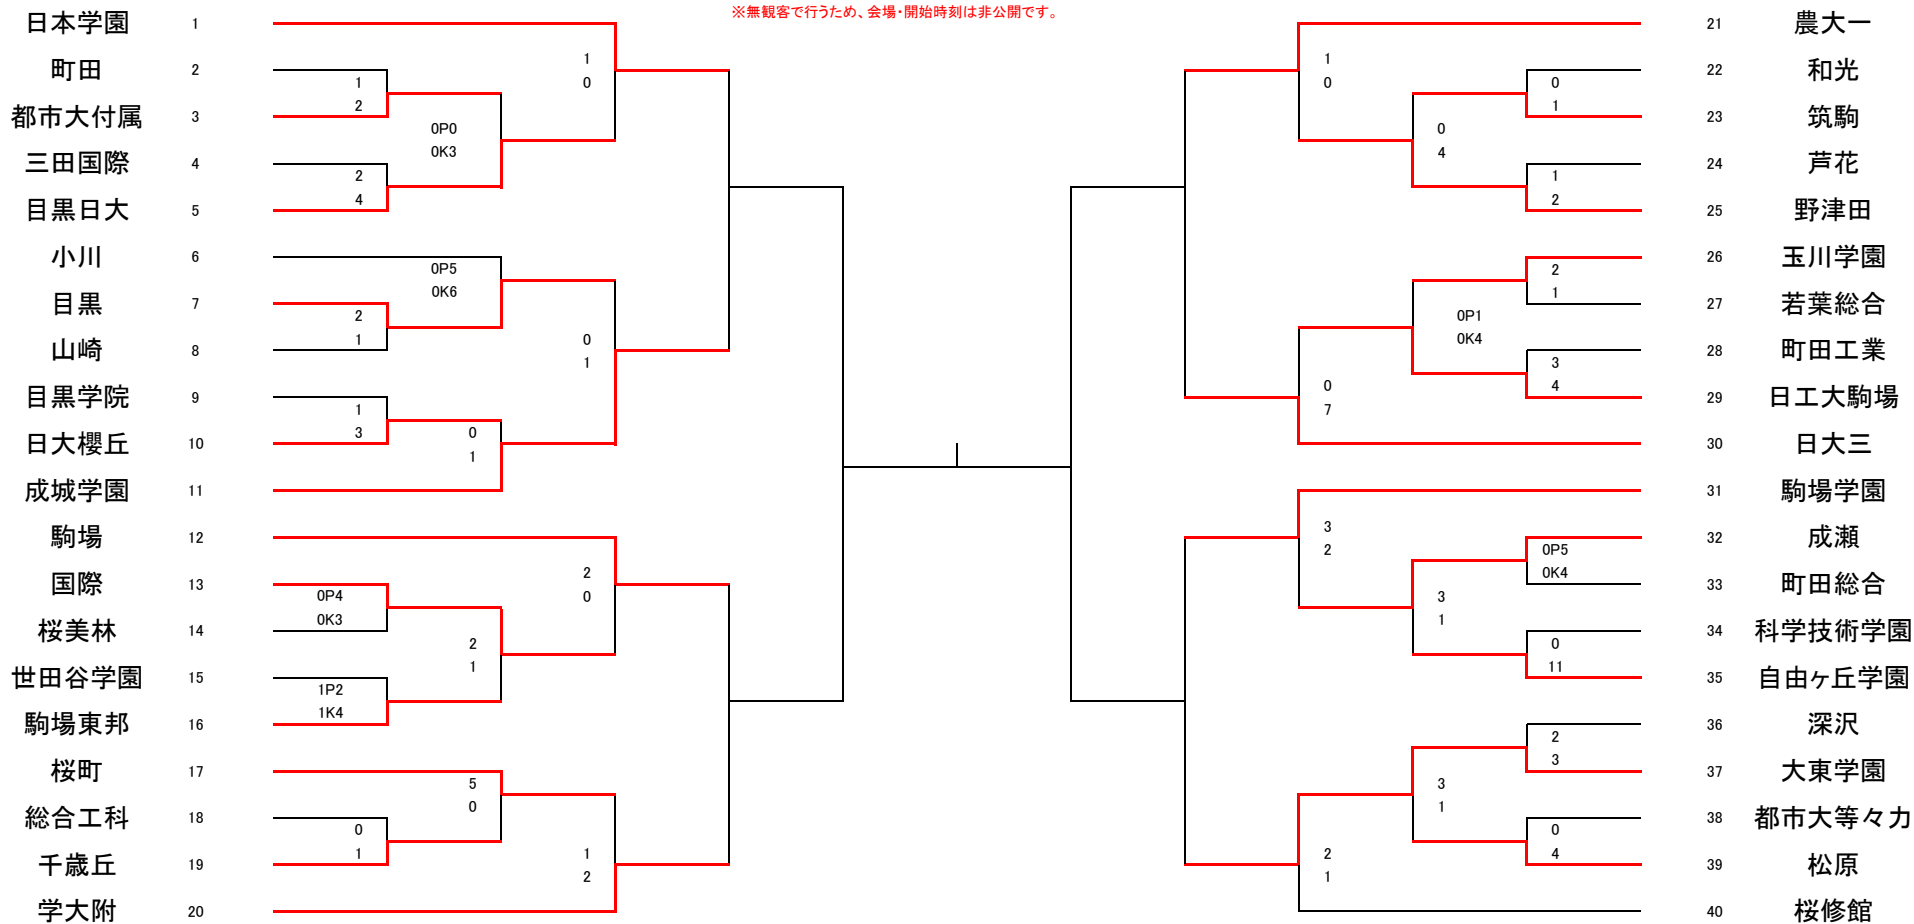 ※無観客で行うため、会場・開始時刻は非公開です。
日本学園 1
町田 2
都市大付属 3
三田国際 4
目黒日大 5
小川 6
目黒 7
山崎 8
目黒学院 9
日大櫻丘 10
成城学園 11
駒場 12
国際 13
桜美林 14
世田谷学園 15
駒場東邦 16
桜町 17
総合工科 18
千歳丘 19
学大附 20
1
2
2
4
2
1
1
3
0P4
0K3
1P2
1K4
0
1
0P0
0K3
0P5
0K6
0
1
2
1
5
0
1
0
0
1
2
0
1
2
1
0
0
7
3
2
2
1
0
4
0P1
0K4
3
1
3
1
0
1
1
2
2
1
3
4
0P5
0K4
0
11
2
3
0
4
21 農大一
22 和光
23 筑駒
24 芦花
25 野津田
26 玉川学園
27 若葉総合
28 町田工業
29 日工大駒場
30 日大三
31 駒場学園
32 成瀬
33 町田総合
34 科学技術学園
35 自由ヶ丘学園
36 深沢
37 大東学園
38 都市大等々力
39 松原
40 桜修館